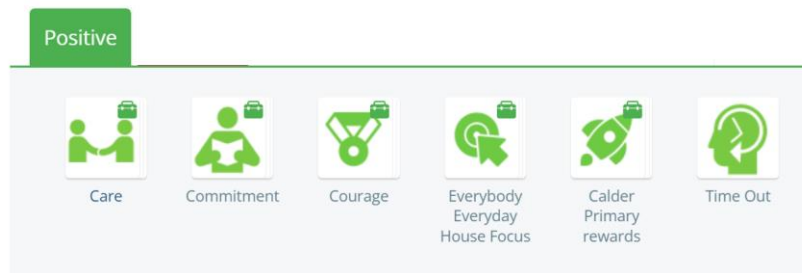 Positive
Care
Commitment
Courage
Everybody
Everyday
House Focus
Calder
Primary
rewards
Time Out